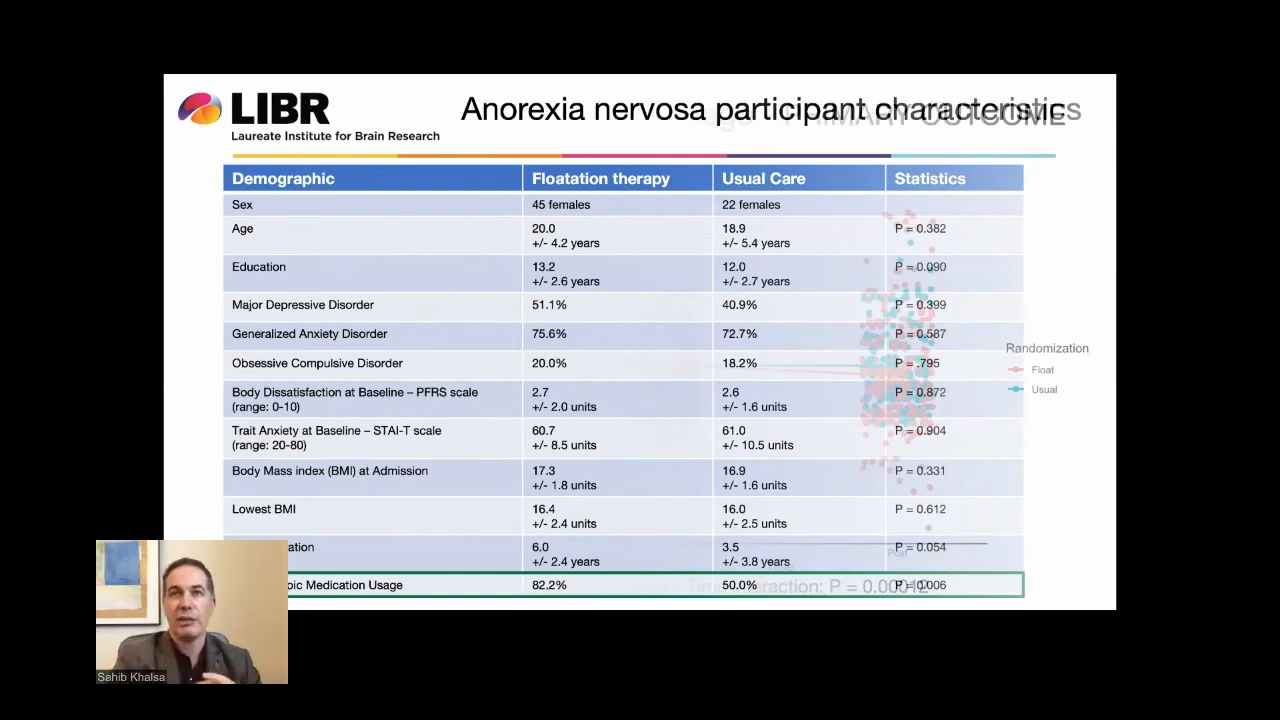 LIBR
Laureate Institute for Brain Research
Anorexia nervosa participant characteristics
PRIMARY OUTCOME
Demographic Floatation therapy Usual Care Statistics
Sex 45 females 22 females
Age 20.0 18.9 P = 0.382
+/- 4.2 years +/- 5.4 years
Education 13.2 12.0 P = 0.090
+/- 2.6 years +/- 2.7 years
Major Depressive Disorder 51.1% 40.9% P = 0.399
Generalized Anxiety Disorder 75.6% 72.7% P = 0.587
Randomization
Obsessive Compulsive Disorder 20.0% 18.2% P = .795
Float
Usual
Body Dissatisfaction at Baseline – PFRS scale 2.7 2.6 P = 0.872
(range: 0-10) +/- 2.0 units +/- 1.6 units
Trait Anxiety at Baseline – STAI-T scale 60.7 61.0 P = 0.904
(range: 20-80) +/- 8.5 units +/- 10.5 units
Body Mass index (BMI) at Admission 17.3 16.9 P = 0.331
+/- 1.8 units +/- 1.6 units
Lowest BMI 16.4 16.0 P = 0.612
+/- 2.4 units +/- 2.5 units
ation 6.0 3.5 P = 0.054
+/- 2.4 years +/- 3.8 years
pic Medication Usage 82.2% 50.0% P = 0.006
x Time Interaction: P = 0.00012
Sahib Khalsa